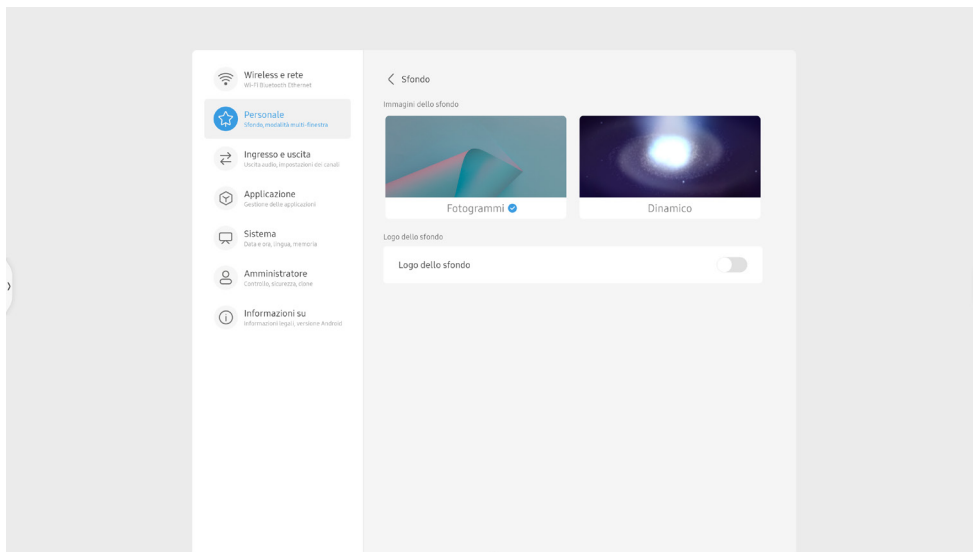 Wireless e rete
Wi-Fi Bluetooth Ethernet
Personale
Sfondo, modalità multi-finestra
Ingresso e uscita
Uscita audio, impostazioni dei canali
Applicazione
Gestione delle applicazioni
Sistema
Data e ora, lingua, memoria
Amministratore
Controllo, sicurezza, clone
Informazioni su
Informazioni legali, versione Android
Sfondo
Immagini dello sfondo
Fotogrammi
Dinamico
Logo dello sfondo
Logo dello sfondo